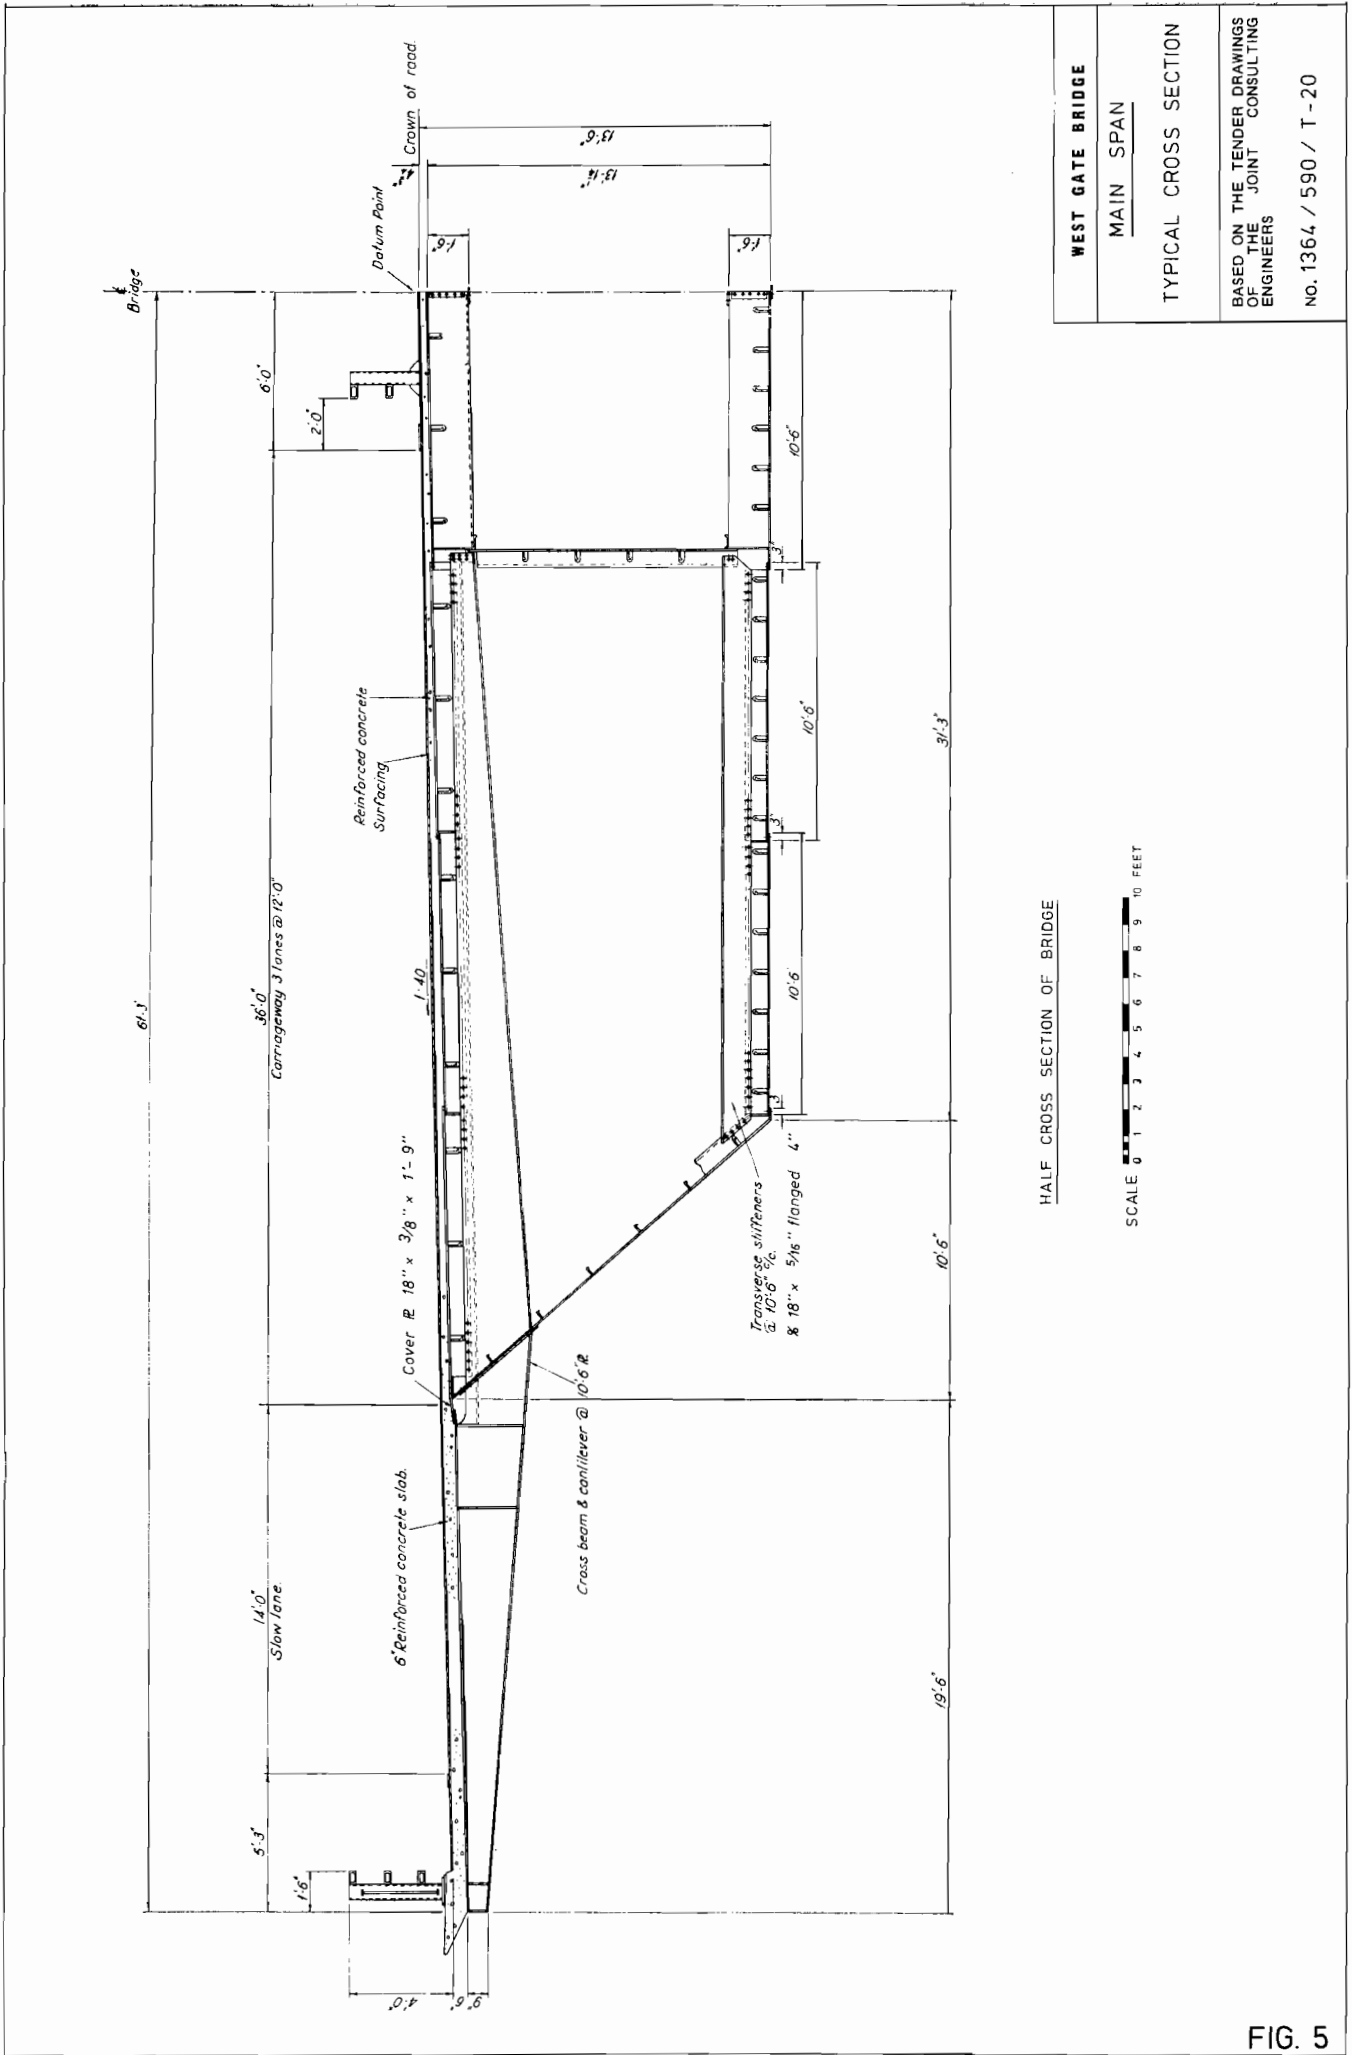 ℄
Bridge
61'-3"
6'-0"
2'-0"
36'-0"
Carriageway 3 lanes @ 12'-0"
14'-0"
Slow lane.
5'-3"
1'-6"
4'-0"
6"
9"
Datum Point
Crown of road.
13'-6"
1'-6"
1'-6"
Reinforced concrete
Surfacing
1:40
Cover ℄ 18" x 3/8" x 1'-9"
6" Reinforced concrete slab.
Cross beam & cantilever @ 10'-6"
Transverse stiffeners
@ 10'-6" c/c.
18" x 5/16" flanged 4"
3"
3"
3"
10'-6"
10'-6"
10'-6"
31'-3"
10'-6"
19'-6"
HALF CROSS SECTION OF BRIDGE
SCALE 0 1 2 3 4 5 6 7 8 9 10 FEET
WEST GATE BRIDGE
MAIN SPAN
TYPICAL CROSS SECTION
BASED ON THE TENDER DRAWINGS
OF THE JOINT CONSULTING
ENGINEERS
NO. 1364 / 590 / T - 20
FIG. 5